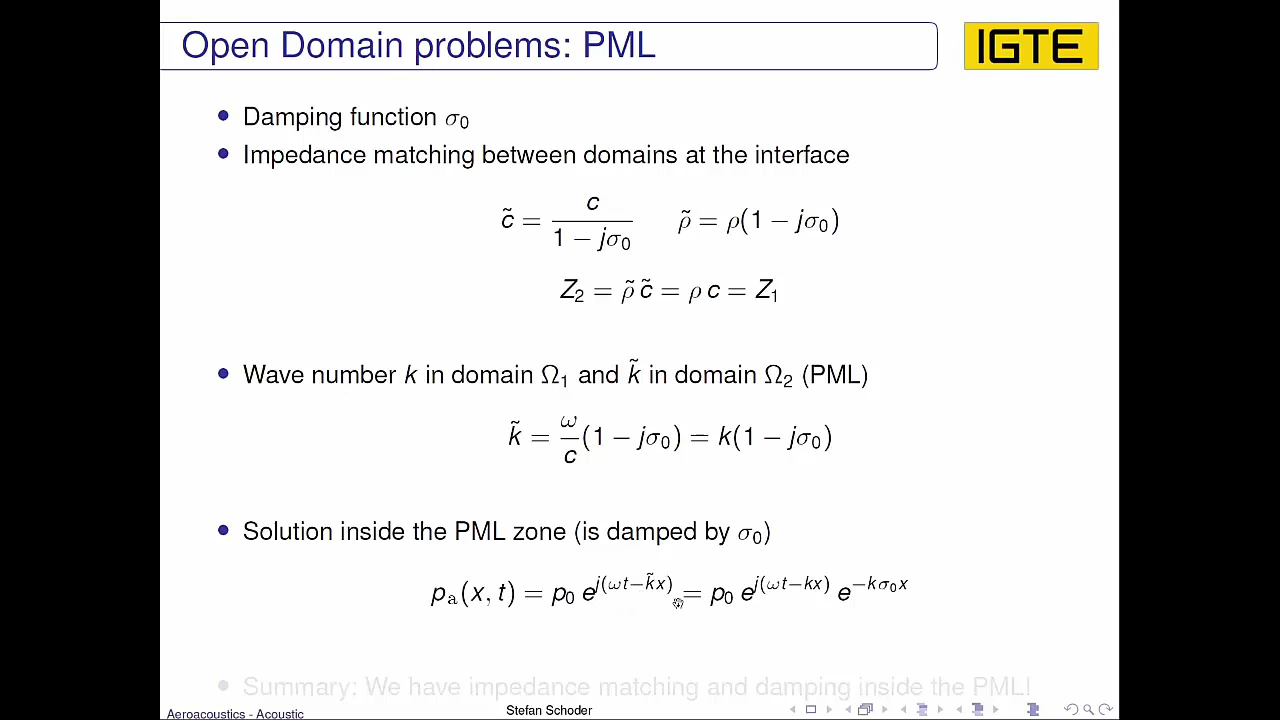 Open Domain problems: PML
IGTE
• Damping function σ₀
• Impedance matching between domains at the interface
c̃ = c / (1 − jσ₀)    ρ̃ = ρ(1 − jσ₀)
Z₂ = ρ̃ c̃ = ρ c = Z₁
• Wave number k in domain Ω₁ and k̃ in domain Ω₂ (PML)
k̃ = ω/c (1 − jσ₀) = k(1 − jσ₀)
• Solution inside the PML zone (is damped by σ₀)
pₐ(x, t) = p₀ e^{j(ωt−k̃x)} = p₀ e^{j(ωt−kx)} e^{−kσ₀x}
• Summary: We have impedance matching and damping inside the PML!
Aeroacoustics - Acoustic
Stefan Schoder